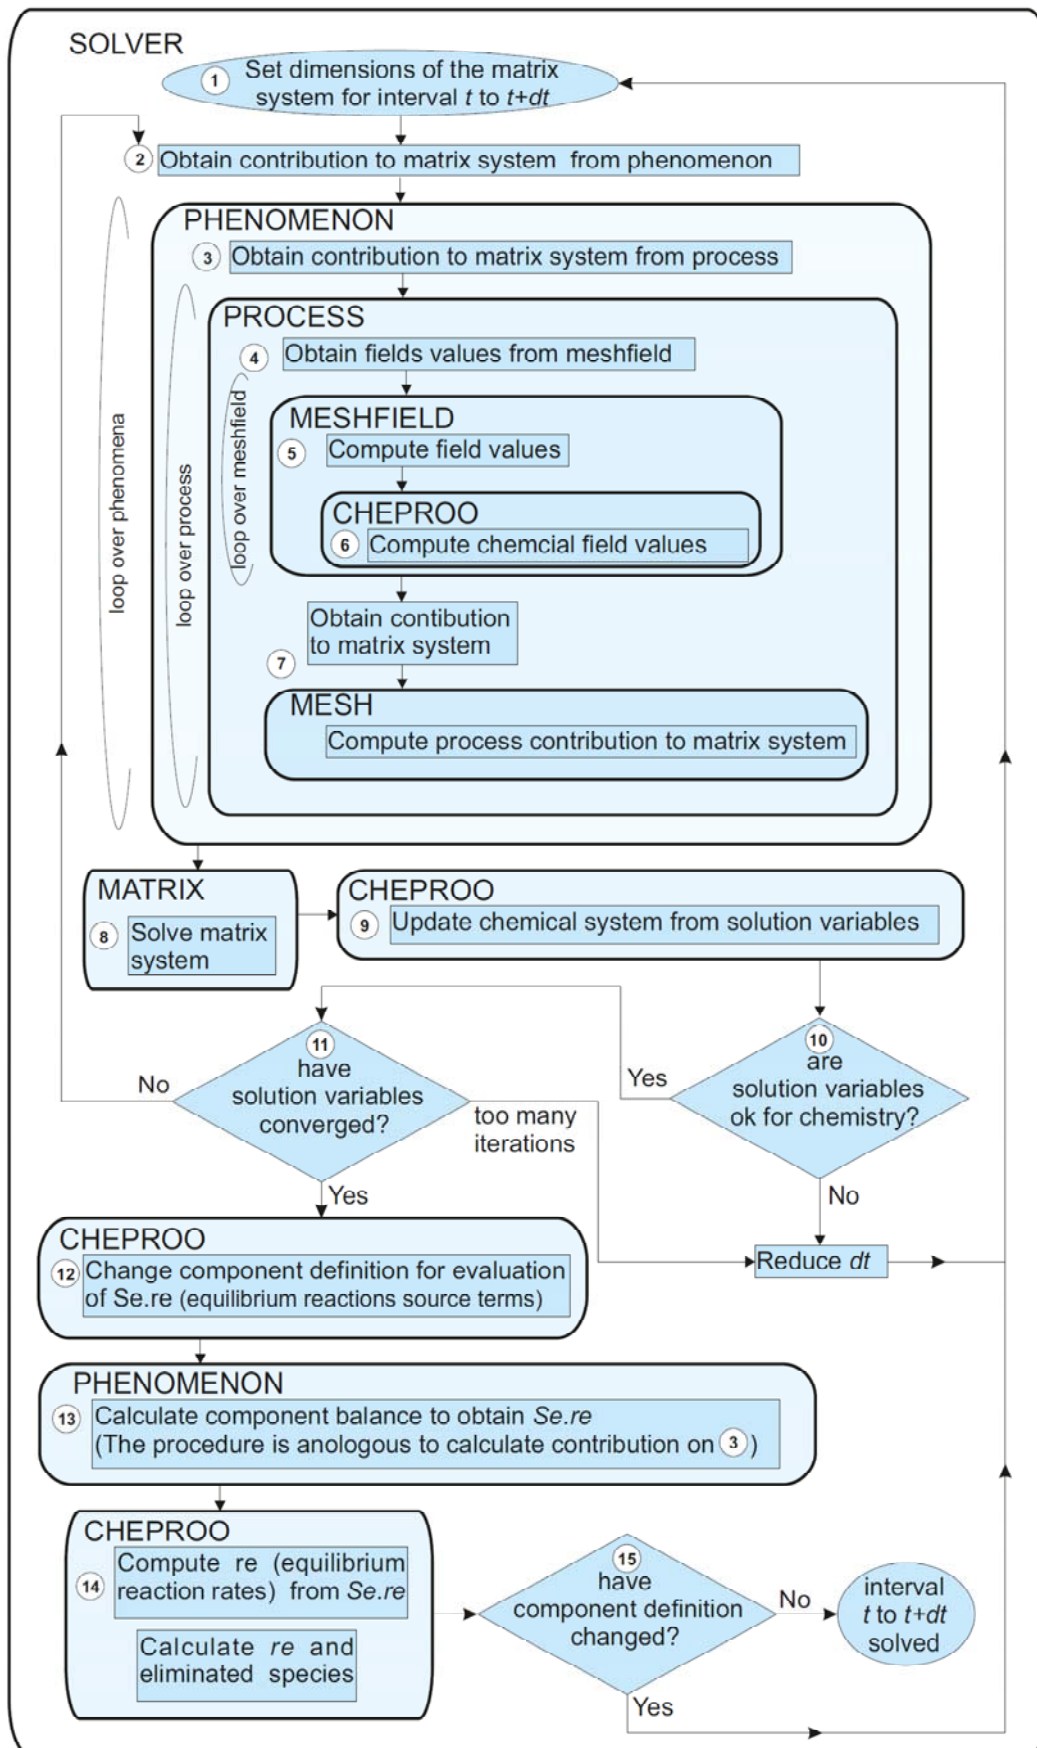 SOLVER
1
Set dimensions of the matrix
system for interval t to t+dt
2
Obtain contribution to matrix system from phenomenon
PHENOMENON
3
Obtain contribution to matrix system from process
PROCESS
4
Obtain fields values from meshfield
MESHFIELD
5
Compute field values
CHEPROO
6
Compute chemcial field values
loop over meshfield
loop over process
loop over phenomena
Obtain contibution
to matrix system
7
MESH
Compute process contribution to matrix system
MATRIX
8
Solve matrix
system
CHEPROO
9
Update chemical system from solution variables
10
are
solution variables
ok for chemistry?
Yes
No
11
have
solution variables
converged?
No
too many
iterations
Yes
Reduce dt
CHEPROO
12
Change component definition for evaluation
of Se.re (equilibrium reactions source terms)
PHENOMENON
13
Calculate component balance to obtain Se.re
(The procedure is anologous to calculate contribution on 3 )
CHEPROO
14
Compute re (equilibrium
reaction rates) from Se.re
Calculate re and
eliminated species
15
have
component definition
changed?
No
Yes
interval
t to t+dt
solved